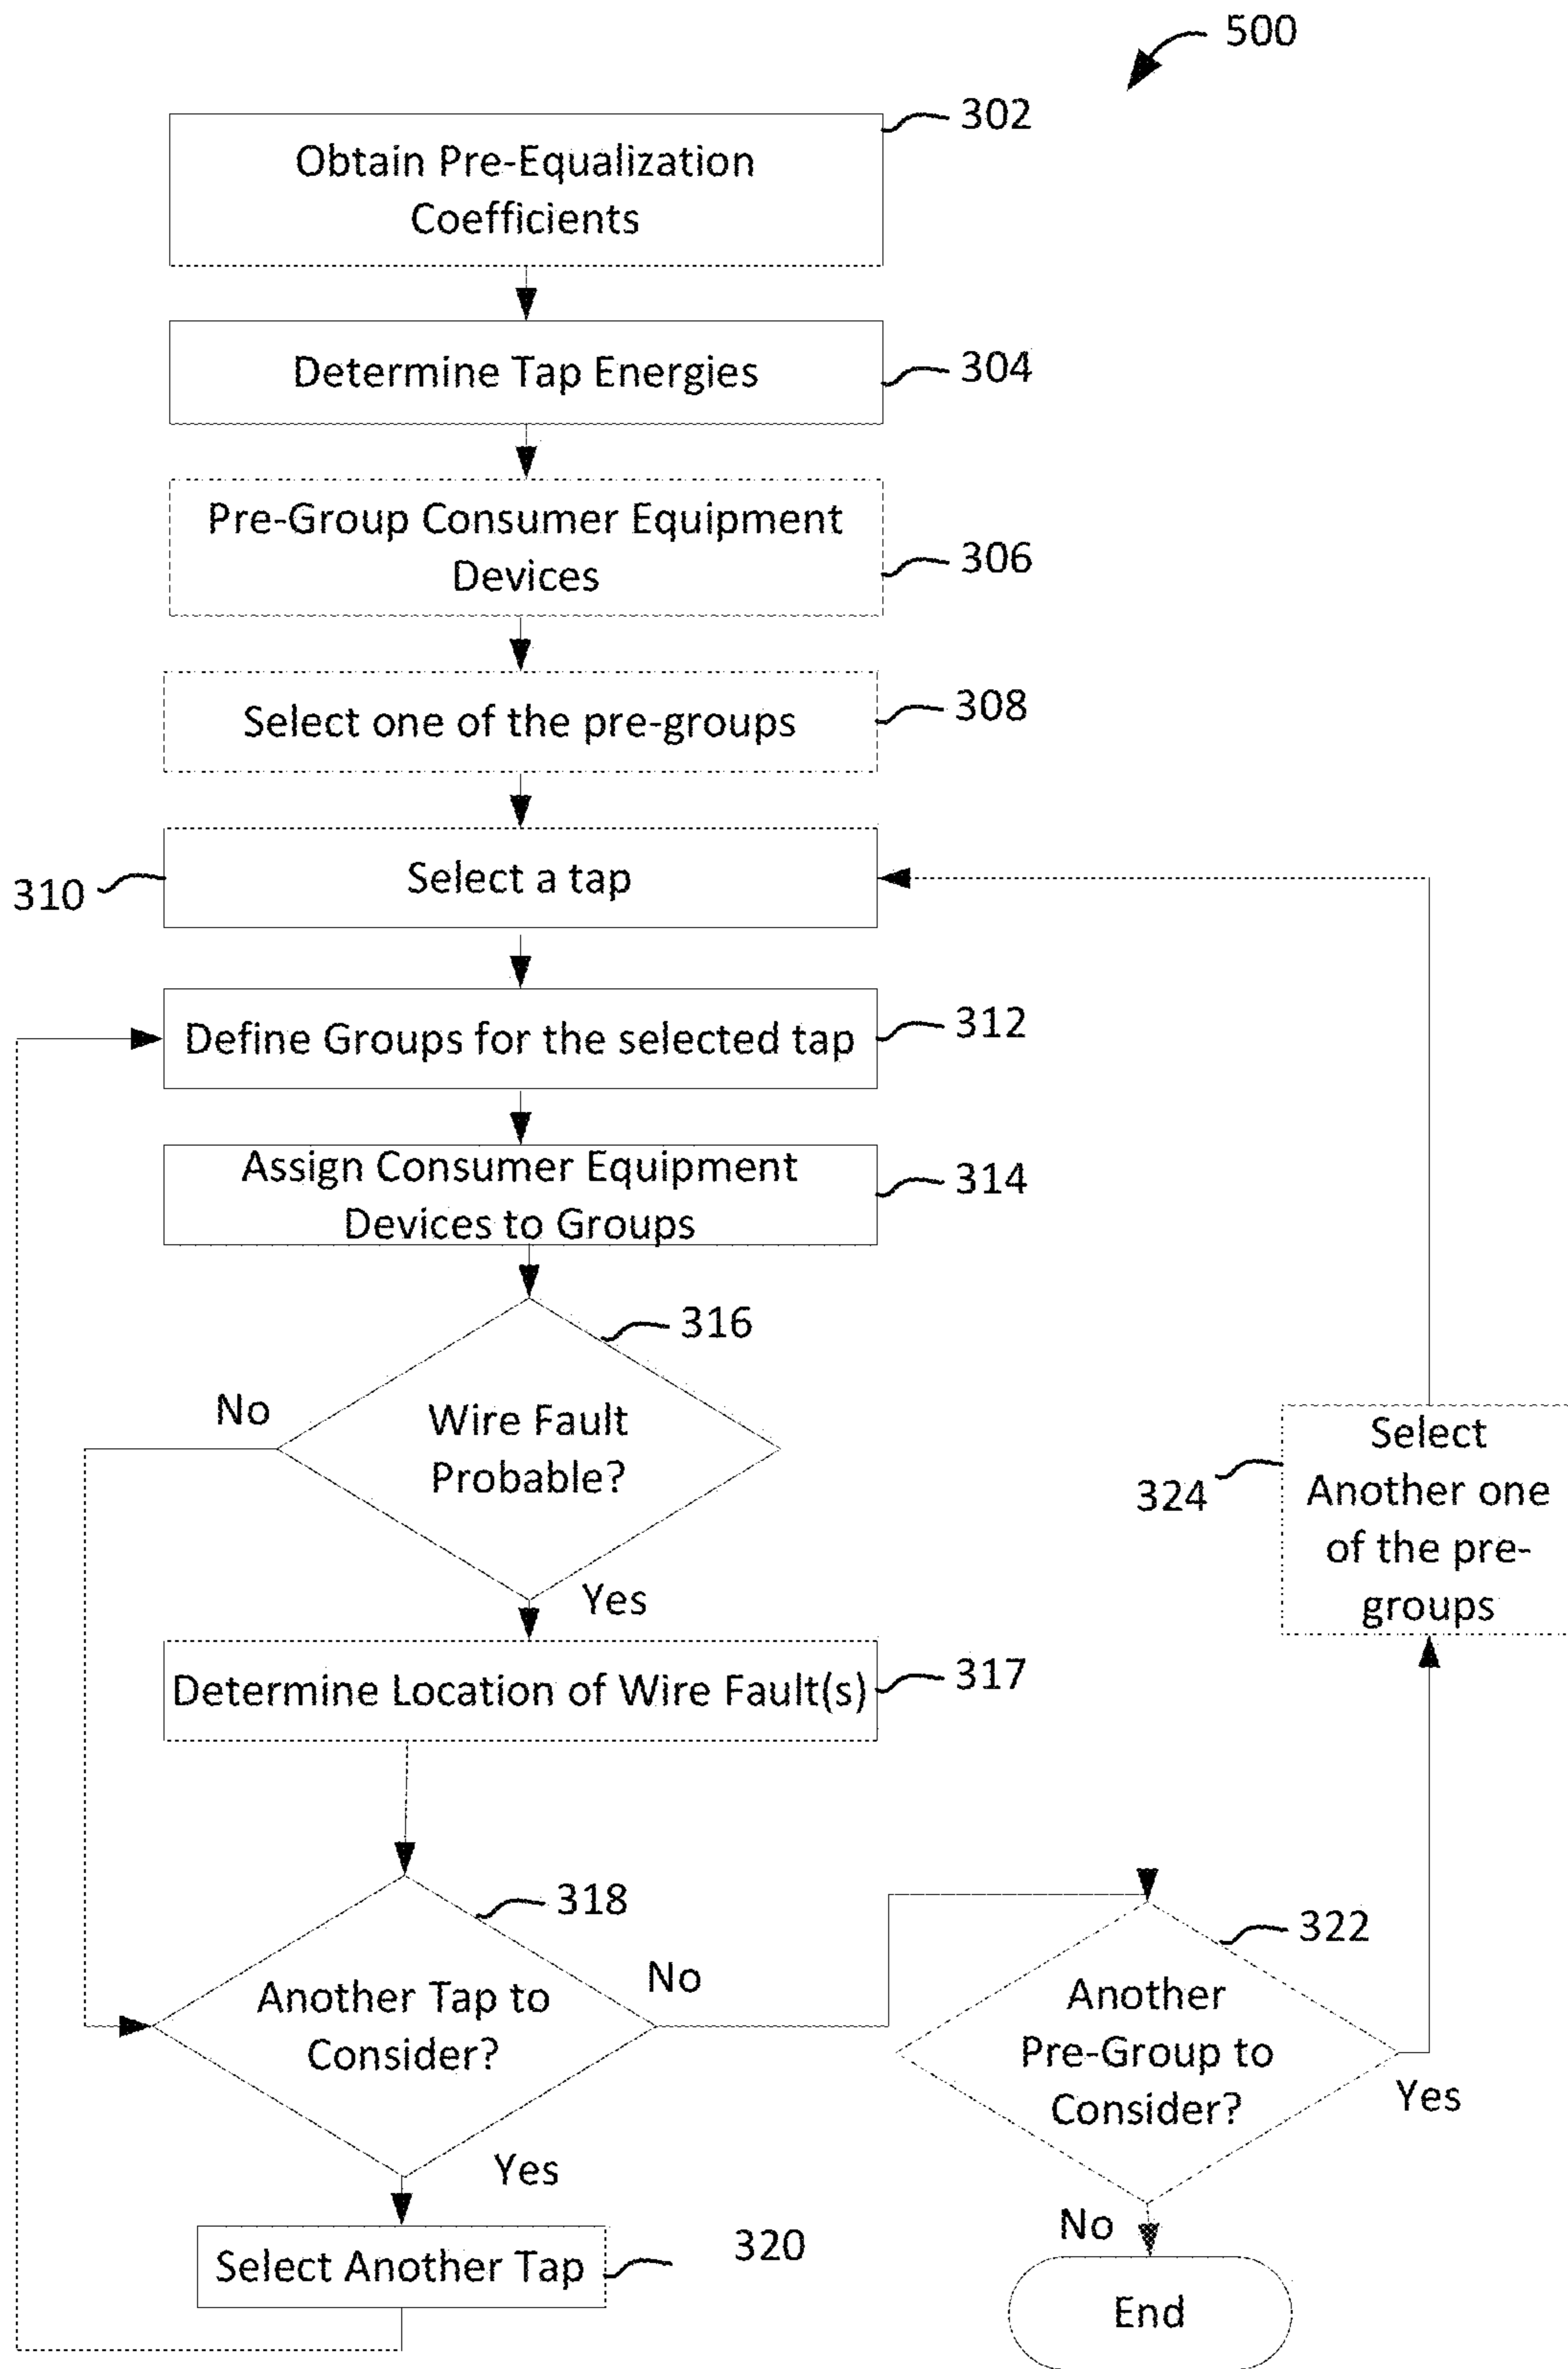 500
302
Obtain Pre-Equalization
Coefficients
Determine Tap Energies
304
Pre-Group Consumer Equipment
Devices
306
Select one of the pre-groups
308
310
Select a tap
Define Groups for the selected tap
312
Assign Consumer Equipment
Devices to Groups
314
316
No
Wire Fault
Probable?
Yes
Determine Location of Wire Fault(s)
317
324
Select
Another one
of the pre-
groups
318
No
Another Tap to
Consider?
Yes
322
Another
Pre-Group to
Consider?
Yes
No
Select Another Tap
320
End